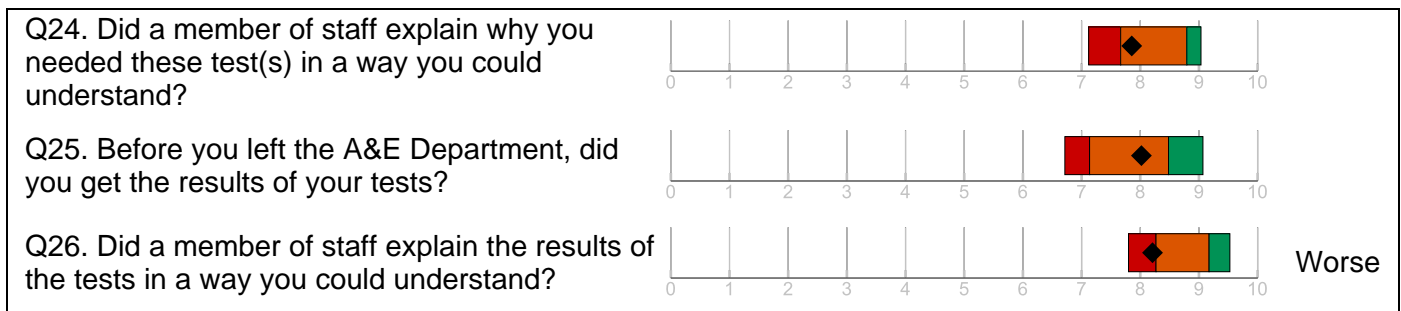 Q24. Did a member of staff explain why you
needed these test(s) in a way you could
understand?
0 1 2 3 4 5 6 7 8 9 10
Q25. Before you left the A&E Department, did
you get the results of your tests?
0 1 2 3 4 5 6 7 8 9 10
Q26. Did a member of staff explain the results of
the tests in a way you could understand?
0 1 2 3 4 5 6 7 8 9 10
Worse